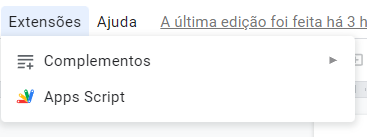 Extensões Ajuda A última edição foi feita há 3 h
Complementos
Apps Script